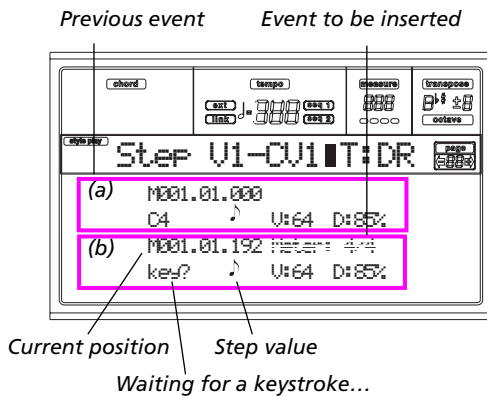 Previous event Event to be inserted
chord tempo measure transpose
ext seq 1
link seq 2
octave
style play Step V1-CV1 T:DR page
(a) M001.01.000
C4 ♪ V:64 D:85%
(b) M001.01.192 Meter: 4/4
key? ♪ V:64 D:85%
Current position Step value
Waiting for a keystroke…